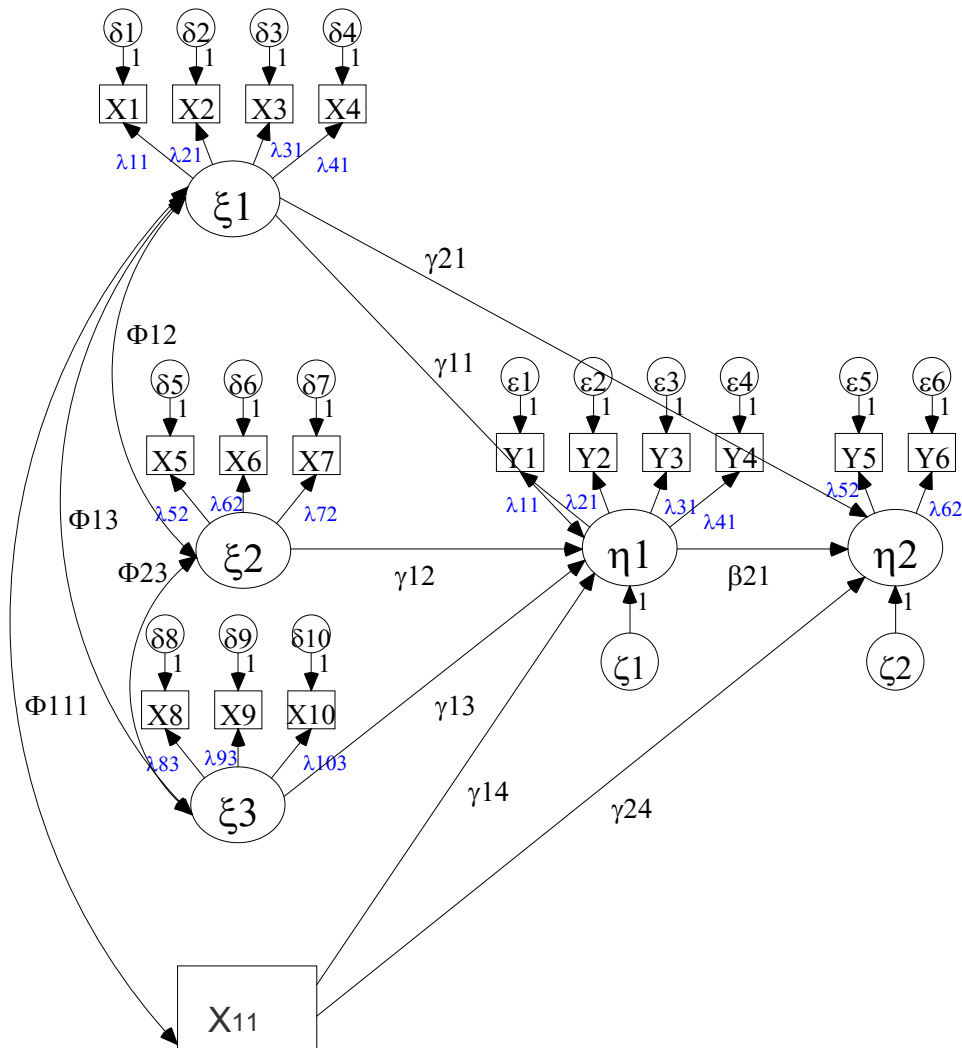 δ1 δ2 δ3 δ4
1 1 1 1
X1 X2 X3 X4
λ11 λ21 λ31 λ41
ξ1
γ21
Φ12
γ11
δ5 δ6 δ7
1 1 1
ε1 ε2 ε3 ε4 ε5 ε6
1 1 1 1 1 1
X5 X6 X7
Y1 Y2 Y3 Y4 Y5 Y6
λ52 λ62 λ72
λ11 λ21 λ31 λ41 λ52 λ62
Φ13
Φ23
ξ2
γ12
η1
β21
η2
1 1
δ8 δ9 δ10
1 1 1
ζ1 ζ2
X8 X9 X10
Φ111
γ13
λ83 λ93 λ103
ξ3
γ14
γ24
X11